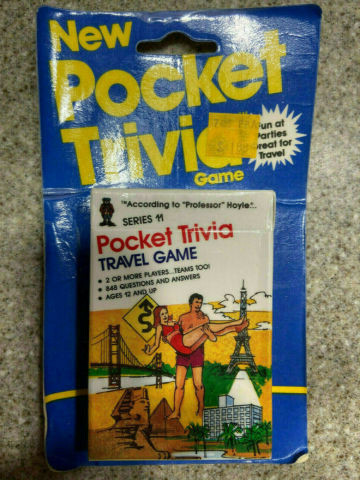 New
Pocket
Trivia
Game
Fun at
Parties
Great for
Travel
™According to "Professor" Hoyle...
SERIES 11
Pocket Trivia
TRAVEL GAME
• 2 OR MORE PLAYERS...TEAMS TOO!
• 848 QUESTIONS AND ANSWERS
• AGES 12 AND UP
S